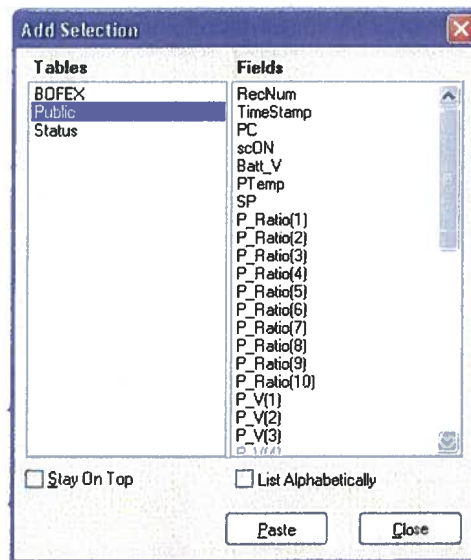 Add Selection
Tables
BOFEX
Public
Status
Fields
RecNum
TimeStamp
PC
scON
Batt_V
PTemp
SP
P_Ratio(1)
P_Ratio(2)
P_Ratio(3)
P_Ratio(4)
P_Ratio(5)
P_Ratio(6)
P_Ratio(7)
P_Ratio(8)
P_Ratio(9)
P_Ratio(10)
P_V(1)
P_V(2)
P_V(3)
Stay On Top
List Alphabetically
Paste
Close